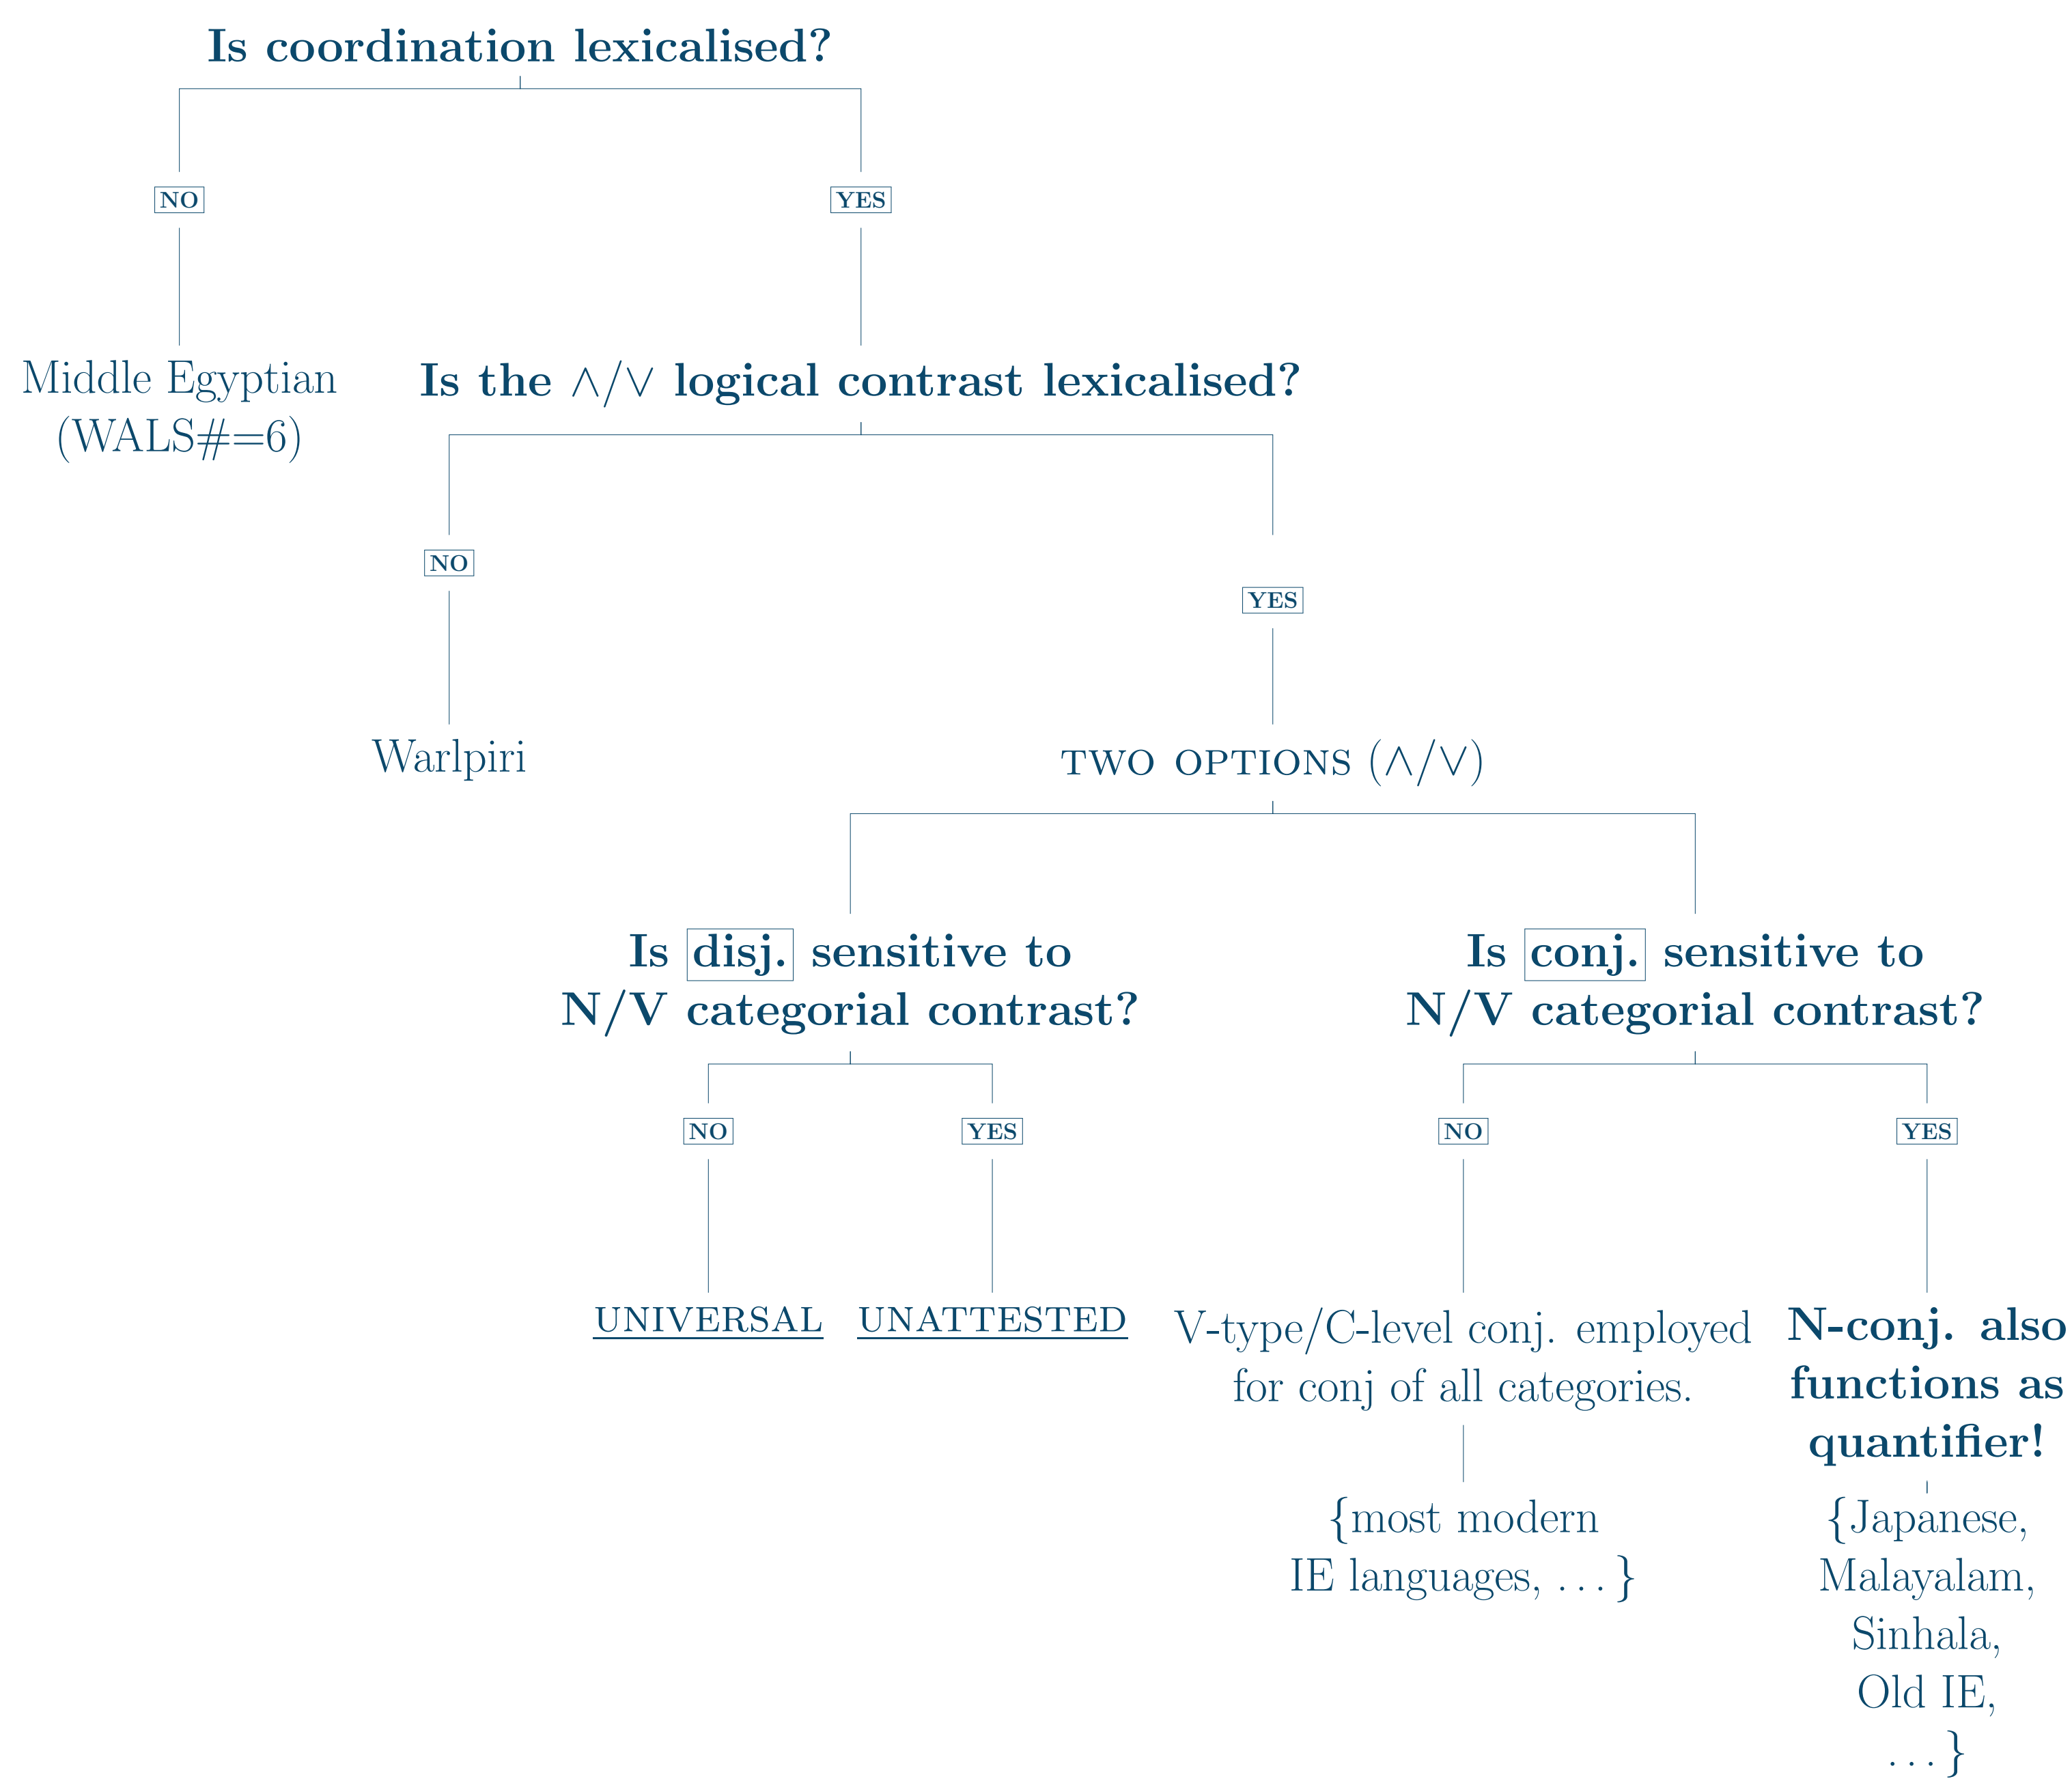 Is coordination lexicalised?
NO
YES
Middle Egyptian
(WALS#=6)
Is the ∧/∨ logical contrast lexicalised?
NO
YES
Warlpiri
TWO OPTIONS (∧/∨)
Is disj. sensitive to
N/V categorial contrast?
Is conj. sensitive to
N/V categorial contrast?
NO
YES
NO
YES
UNIVERSAL
UNATTESTED
V-type/C-level conj. employed
for conj of all categories.
N-conj. also
functions as
quantifier!
{most modern
IE languages, ...}
{Japanese,
Malayalam,
Sinhala,
Old IE,
...}